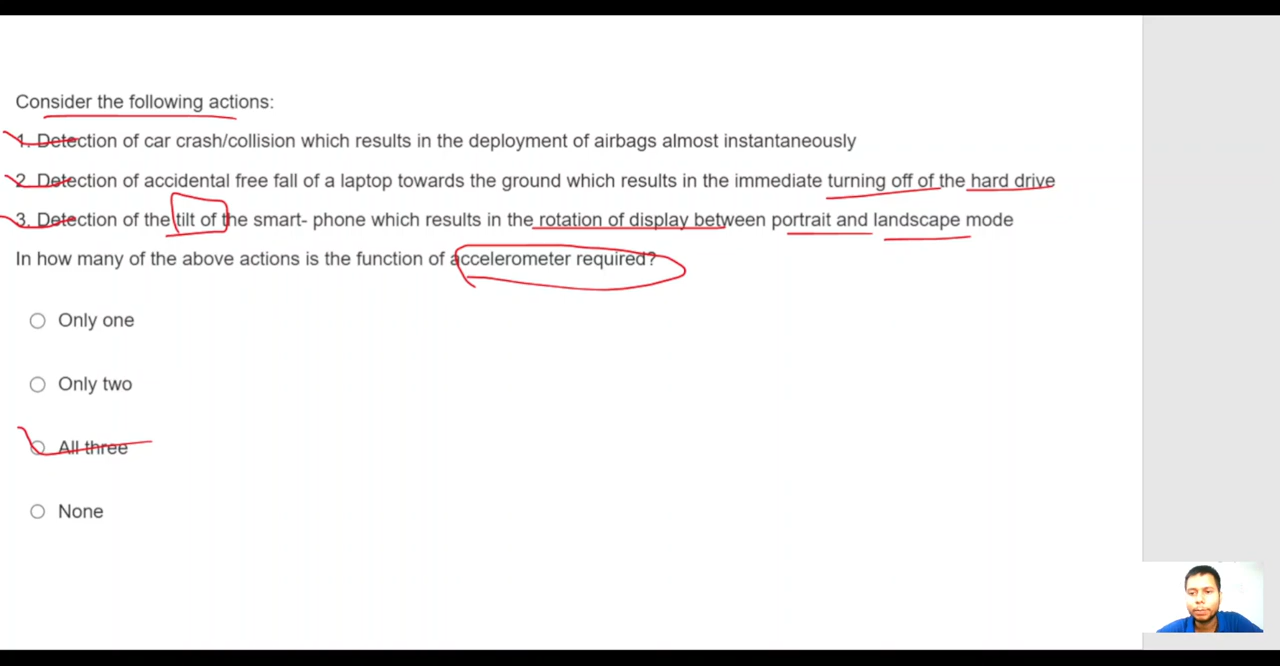 Consider the following actions:
1. Detection of car crash/collision which results in the deployment of airbags almost instantaneously
2. Detection of accidental free fall of a laptop towards the ground which results in the immediate turning off of the hard drive
3. Detection of the tilt of the smart- phone which results in the rotation of display between portrait and landscape mode
In how many of the above actions is the function of accelerometer required?
Only one
Only two
All three
None